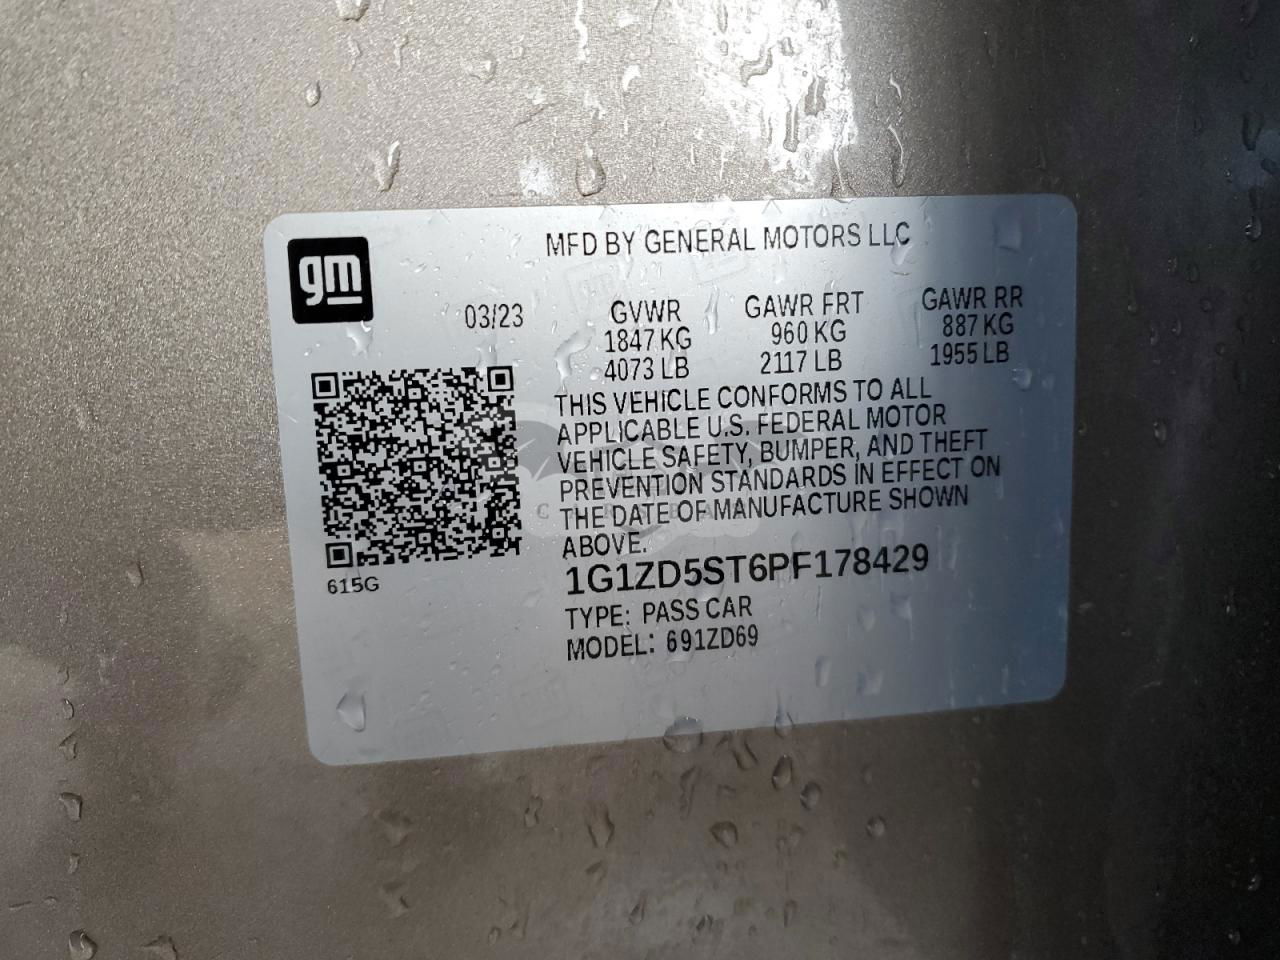 gm
MFD BY GENERAL MOTORS LLC
03/23
GVWR GAWR FRT GAWR RR
1847 KG 960 KG 887 KG
4073 LB 2117 LB 1955 LB
THIS VEHICLE CONFORMS TO ALL
APPLICABLE U.S. FEDERAL MOTOR
VEHICLE SAFETY, BUMPER, AND THEFT
PREVENTION STANDARDS IN EFFECT ON
THE DATE OF MANUFACTURE SHOWN
ABOVE.
1G1ZD5ST6PF178429
TYPE: PASS CAR
MODEL: 691ZD69
615G